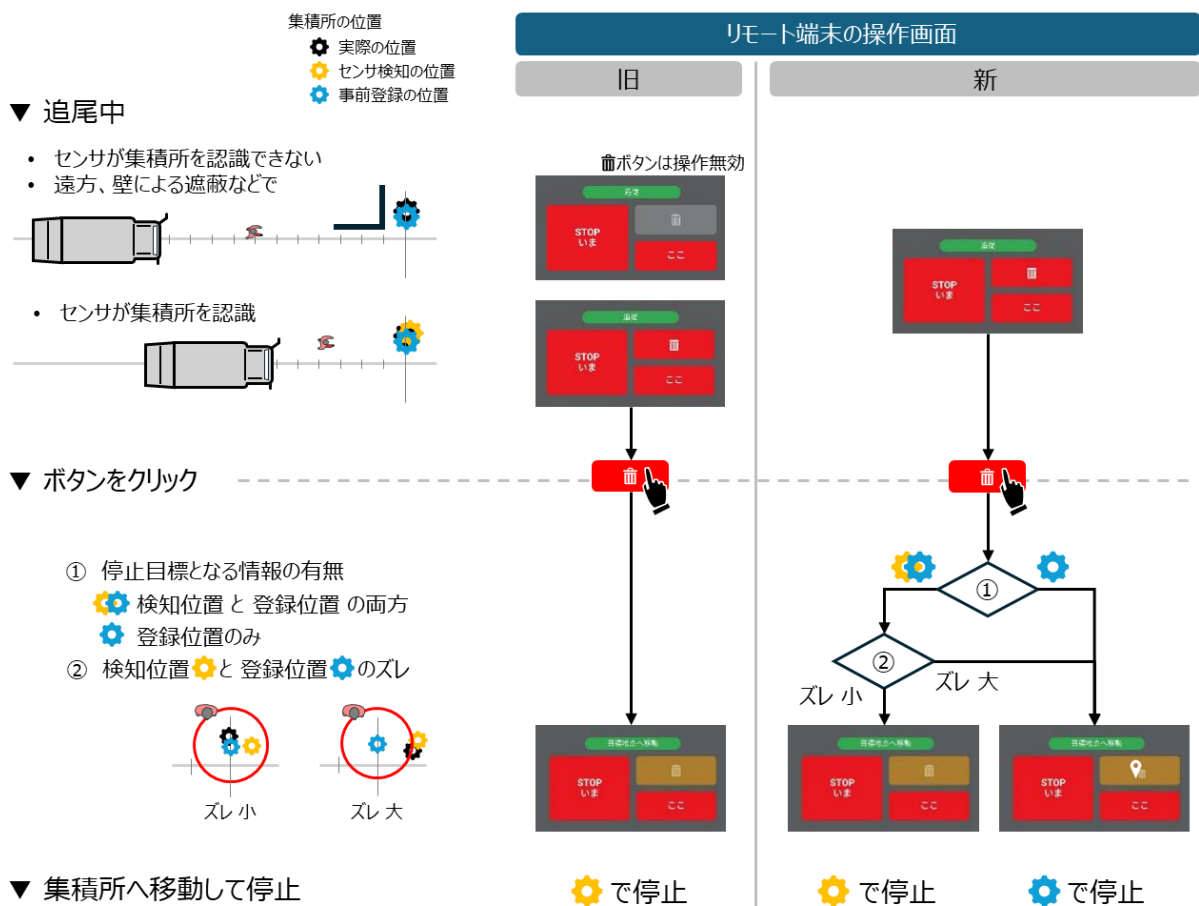 集積所の位置
実際の位置
センサ検知の位置
事前登録の位置
リモート端末の操作画面
旧
新
▼ 追尾中
• センサが集積所を認識できない
• 遠方、壁による遮蔽などで
ボタンは操作無効
追従
STOP
いま
ここ
追従
STOP
いま
ここ
• センサが集積所を認識
追従
STOP
いま
ここ
▼ ボタンをクリック
① 停止目標となる情報の有無
検知位置 と 登録位置 の両方
登録位置のみ
② 検知位置 と 登録位置 のズレ
ズレ 小
ズレ 大
①
②
ズレ 小
ズレ 大
目標地点へ移動
STOP
いま
ここ
目標地点へ移動
STOP
いま
ここ
目標地点へ移動
STOP
いま
ここ
▼ 集積所へ移動して停止
で停止
で停止
で停止